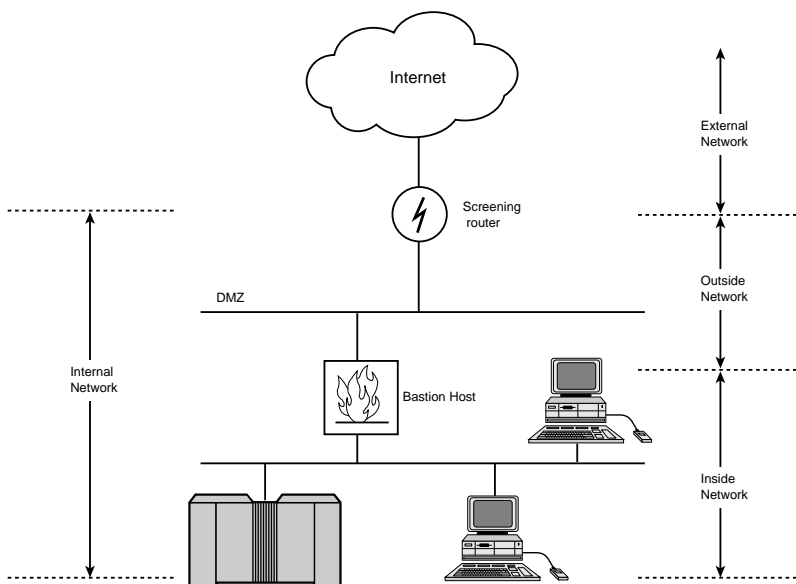 Internet
External
Network
Screening
router
Outside
Network
DMZ
Internal
Network
Bastion Host
Inside
Network